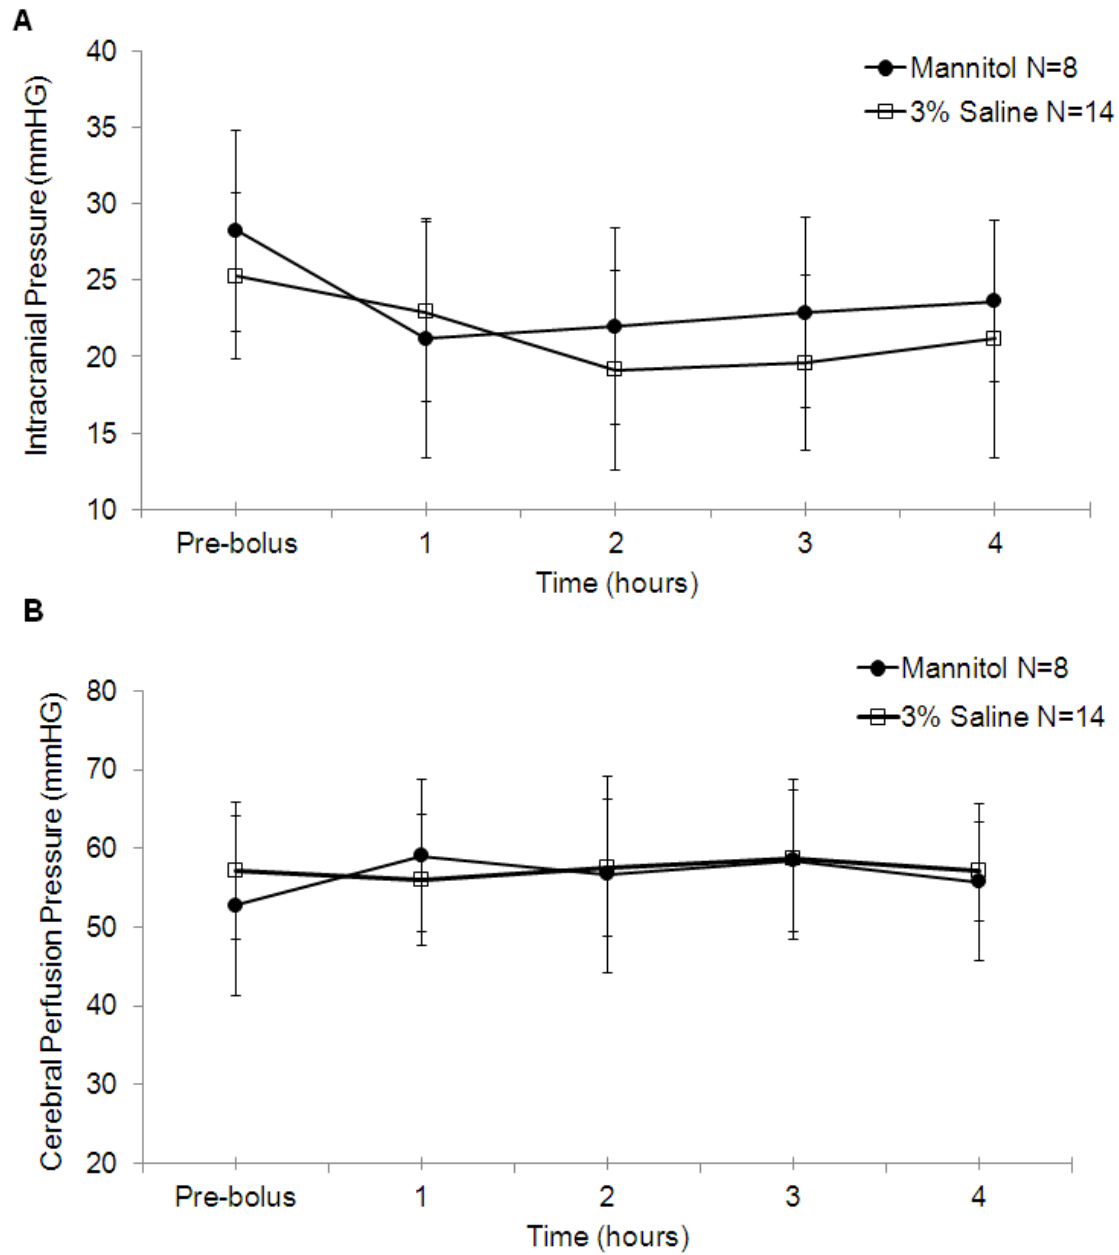 A
Mannitol N=8
3% Saline N=14
Intracranial Pressure (mmHG)
40
35
30
25
20
15
10
Pre-bolus 1 2 3 4
Time (hours)
B
Mannitol N=8
3% Saline N=14
Cerebral Perfusion Pressure (mmHG)
80
70
60
50
40
30
20
Pre-bolus 1 2 3 4
Time (hours)